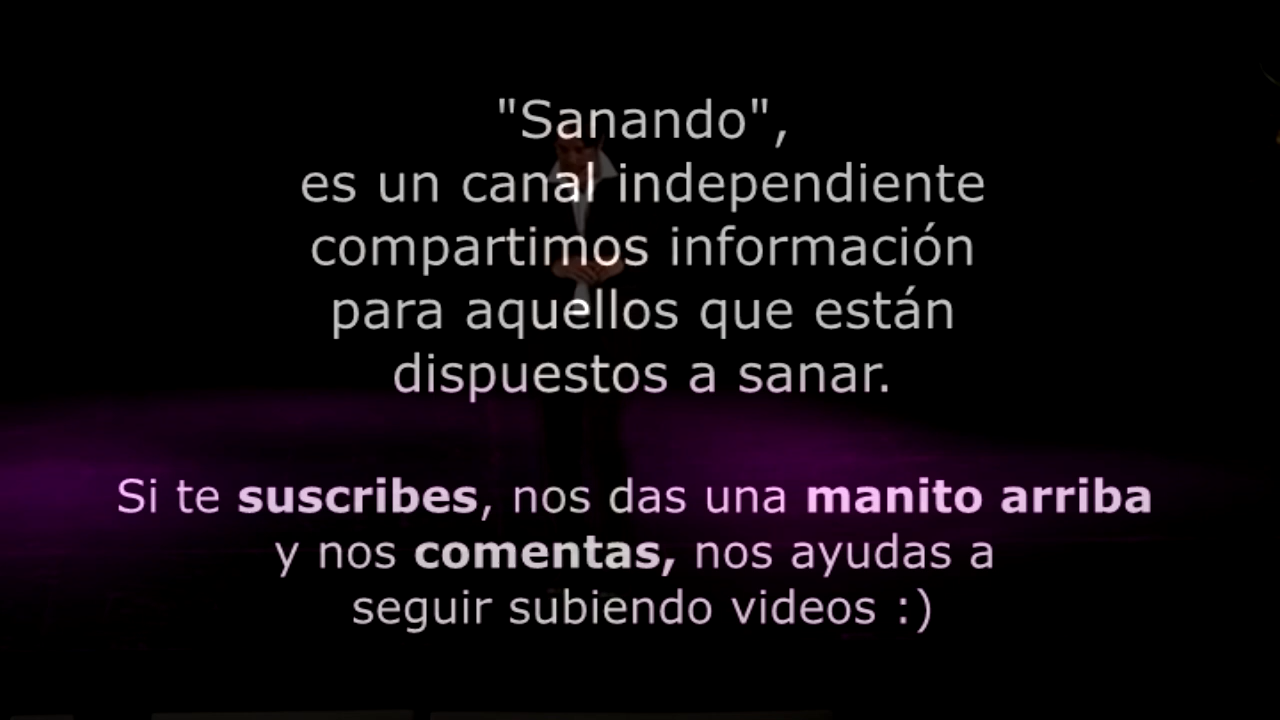 "Sanando",
es un canal independiente
compartimos información
para aquellos que están
dispuestos a sanar.
Si te suscribes, nos das una manito arriba
y nos comentas, nos ayudas a
seguir subiendo videos :)